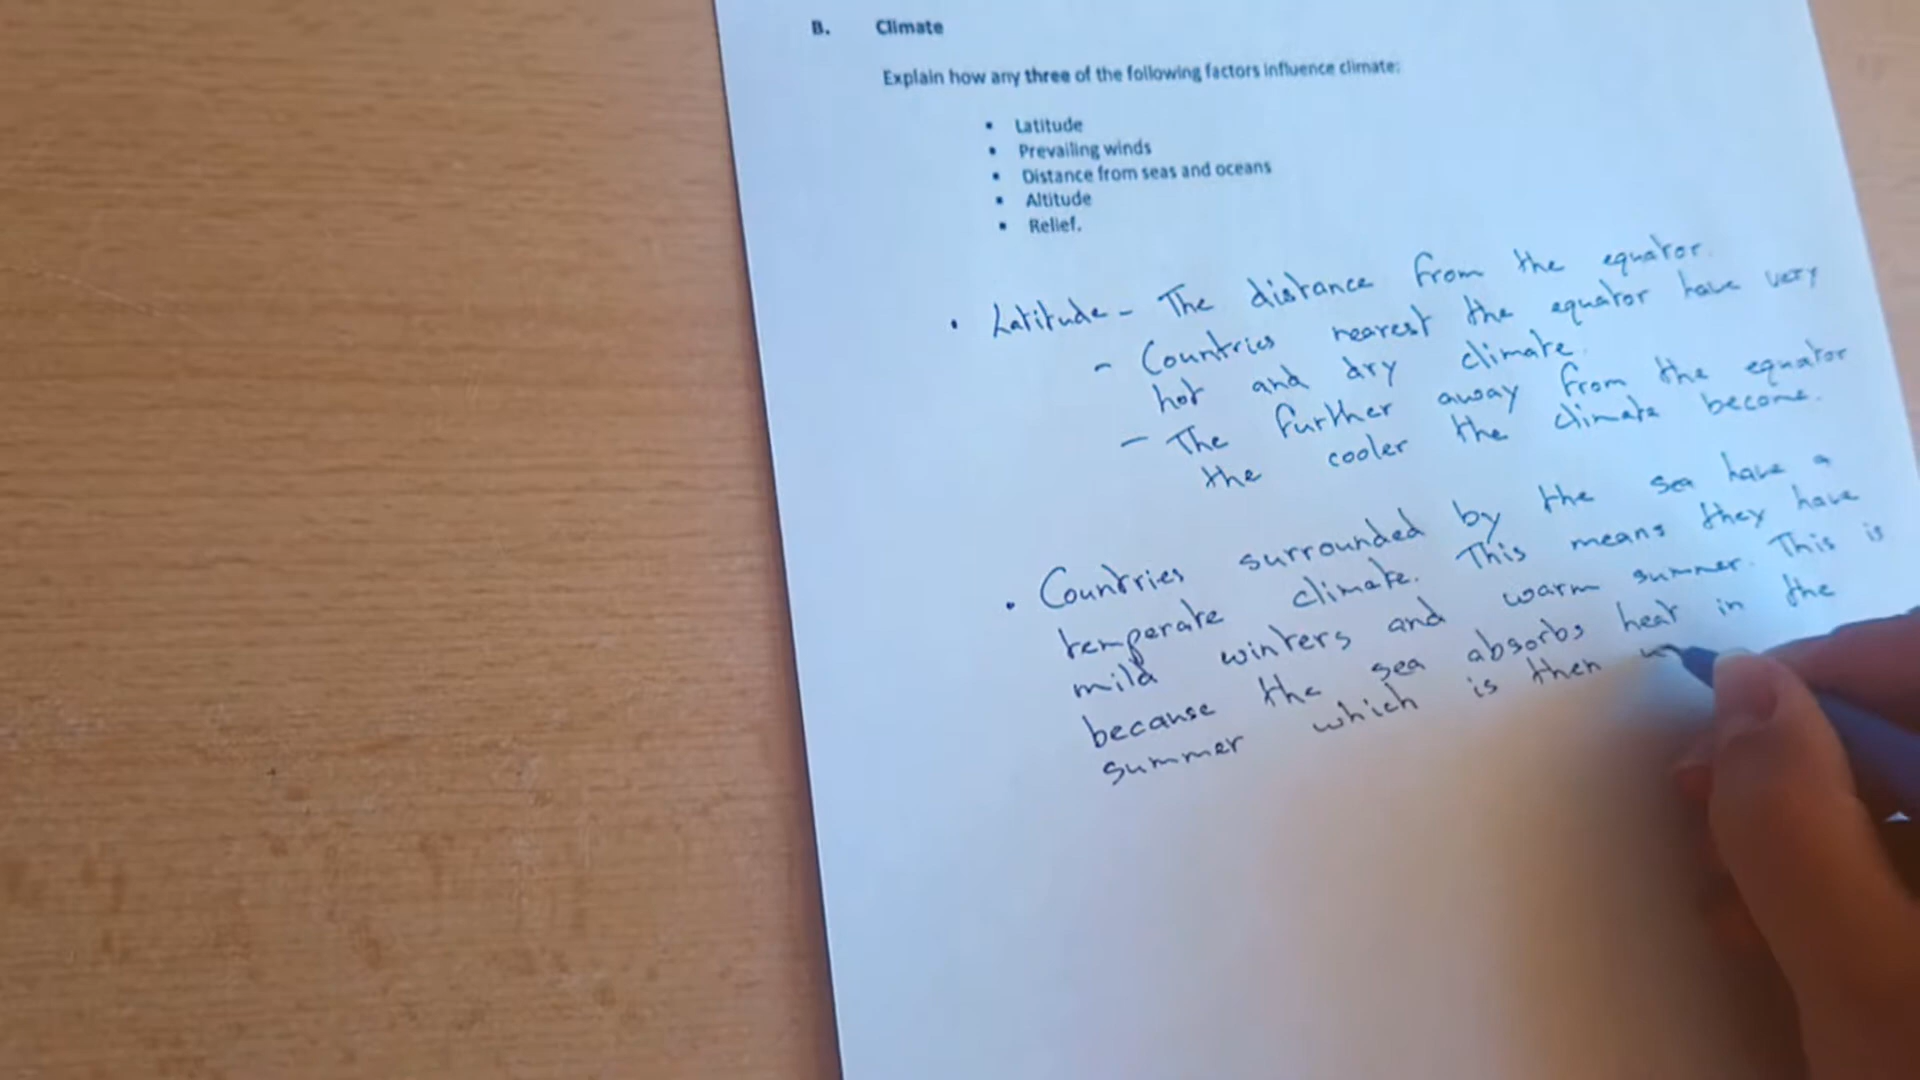 B. Climate
Explain how any three of the following factors influence climate:
▪ Latitude
▪ Prevailing winds
▪ Distance from seas and oceans
▪ Altitude
▪ Relief.
• Latitude - The distance from the equator.
- Countries nearest the equator have very
hot and dry climate.
- The further away from the equator
the cooler the climate become.
• Countries surrounded by the sea have a
temperate climate. This means they have
mild winters and warm summer. This is
because the sea absorbs heat in the
summer which is then